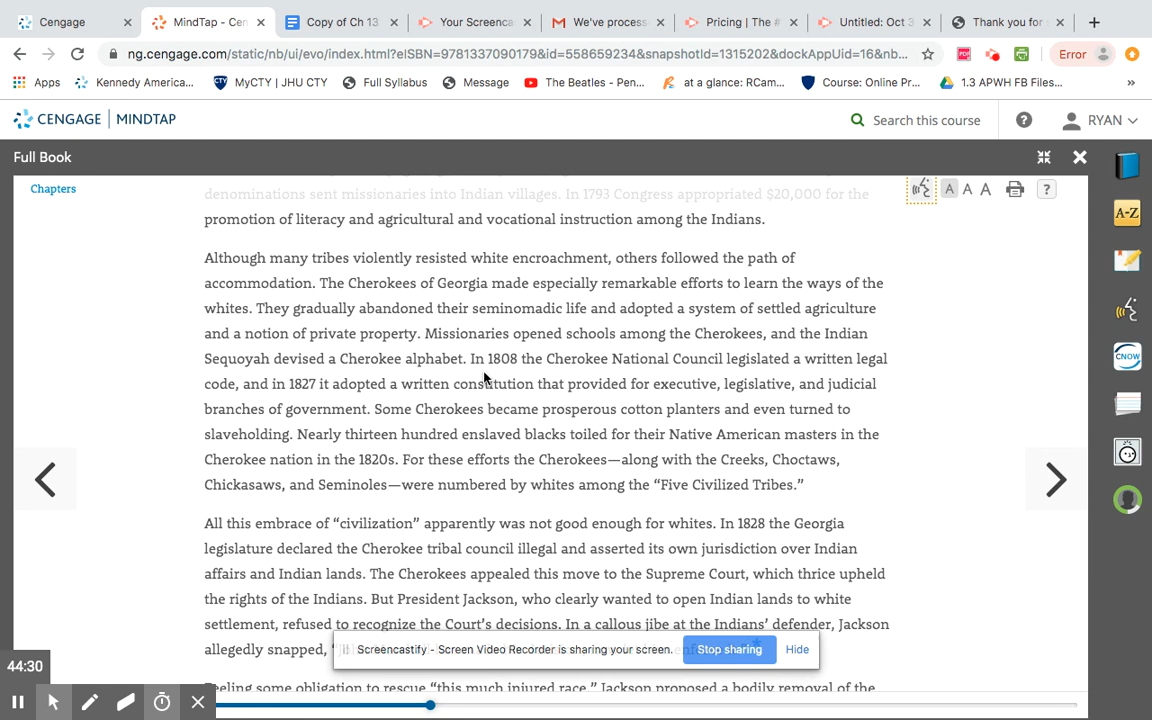 Cengage
MindTap - Cen
Copy of Ch 13
Your Screenca
We've process
Pricing | The #
Untitled: Oct 3
Thank you for
ng.cengage.com/static/nb/ui/evo/index.html?eISBN=9781337090179&id=558659234&snapshotId=1315202&dockAppUid=16&nb...
Error
Apps
Kennedy America...
MyCTY | JHU CTY
Full Syllabus
Message
The Beatles - Pen...
at a glance: RCam...
Course: Online Pr...
1.3 APWH FB Files...
»
CENGAGE | MINDTAP
Search this course
RYAN
Full Book
Chapters
A A A
?
A-Z
CNOW
denominations sent missionaries into Indian villages. In 1793 Congress appropriated $20,000 for the
promotion of literacy and agricultural and vocational instruction among the Indians.
Although many tribes violently resisted white encroachment, others followed the path of
accommodation. The Cherokees of Georgia made especially remarkable efforts to learn the ways of the
whites. They gradually abandoned their seminomadic life and adopted a system of settled agriculture
and a notion of private property. Missionaries opened schools among the Cherokees, and the Indian
Sequoyah devised a Cherokee alphabet. In 1808 the Cherokee National Council legislated a written legal
code, and in 1827 it adopted a written constitution that provided for executive, legislative, and judicial
branches of government. Some Cherokees became prosperous cotton planters and even turned to
slaveholding. Nearly thirteen hundred enslaved blacks toiled for their Native American masters in the
Cherokee nation in the 1820s. For these efforts the Cherokees—along with the Creeks, Choctaws,
Chickasaws, and Seminoles—were numbered by whites among the “Five Civilized Tribes.”
All this embrace of “civilization” apparently was not good enough for whites. In 1828 the Georgia
legislature declared the Cherokee tribal council illegal and asserted its own jurisdiction over Indian
affairs and Indian lands. The Cherokees appealed this move to the Supreme Court, which thrice upheld
the rights of the Indians. But President Jackson, who clearly wanted to open Indian lands to white
settlement, refused to recognize the Court’s decisions. In a callous jibe at the Indians’ defender, Jackson
allegedly snapped,
Feeling some obligation to rescue “this much injured race,” Jackson proposed a bodily removal of the
Screencastify - Screen Video Recorder is sharing your screen.
Stop sharing
Hide
44:30